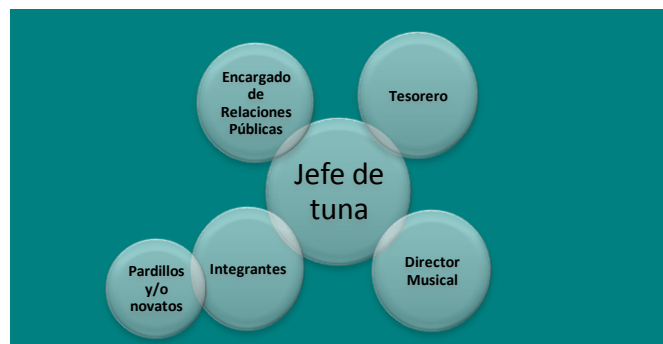 Encargado
de
Relaciones
Públicas
Tesorero
Jefe de
tuna
Pardillos
y/o
novatos
Integrantes
Director
Musical